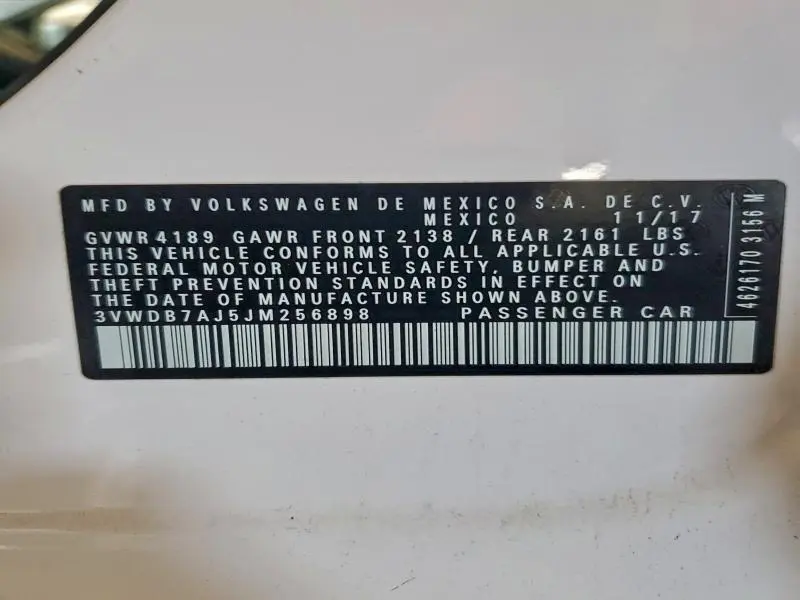 MFD BY VOLKSWAGEN DE MEXICO S.A. DE C.V.
MEXICO 11/17
GVWR 4189 GAWR FRONT 2138 / REAR 2161 LBS
THIS VEHICLE CONFORMS TO ALL APPLICABLE U.S.
FEDERAL MOTOR VEHICLE SAFETY, BUMPER AND
THEFT PREVENTION STANDARDS IN EFFECT ON
THE DATE OF MANUFACTURE SHOWN ABOVE.
3VWDB7AJ5JM256898 PASSENGER CAR
4626170 3156 M